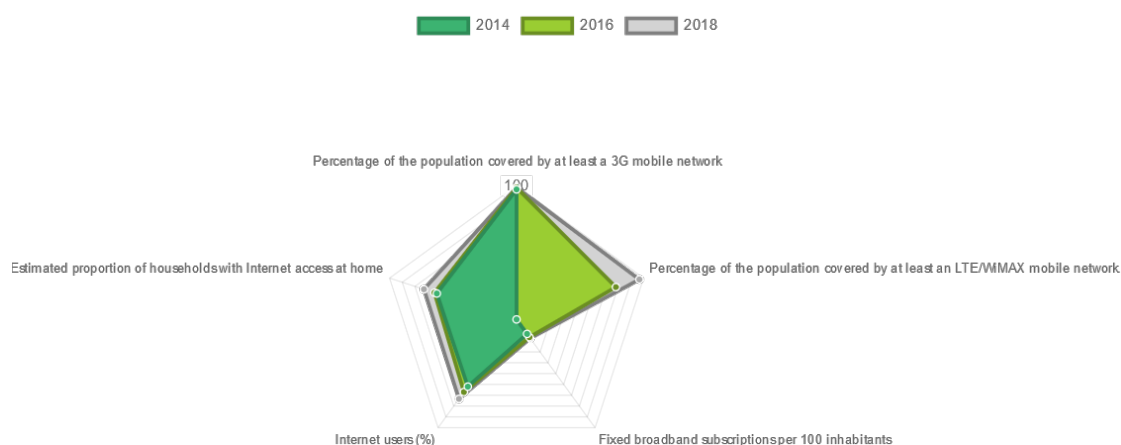 2014 2016 2018
Percentage of the population covered by at least a 3G mobile network
100
Estimated proportion of households with Internet access at home
Percentage of the population covered by at least an LTE/WiMAX mobile network
Internet users (%)
Fixed broadband subscriptions per 100 inhabitants